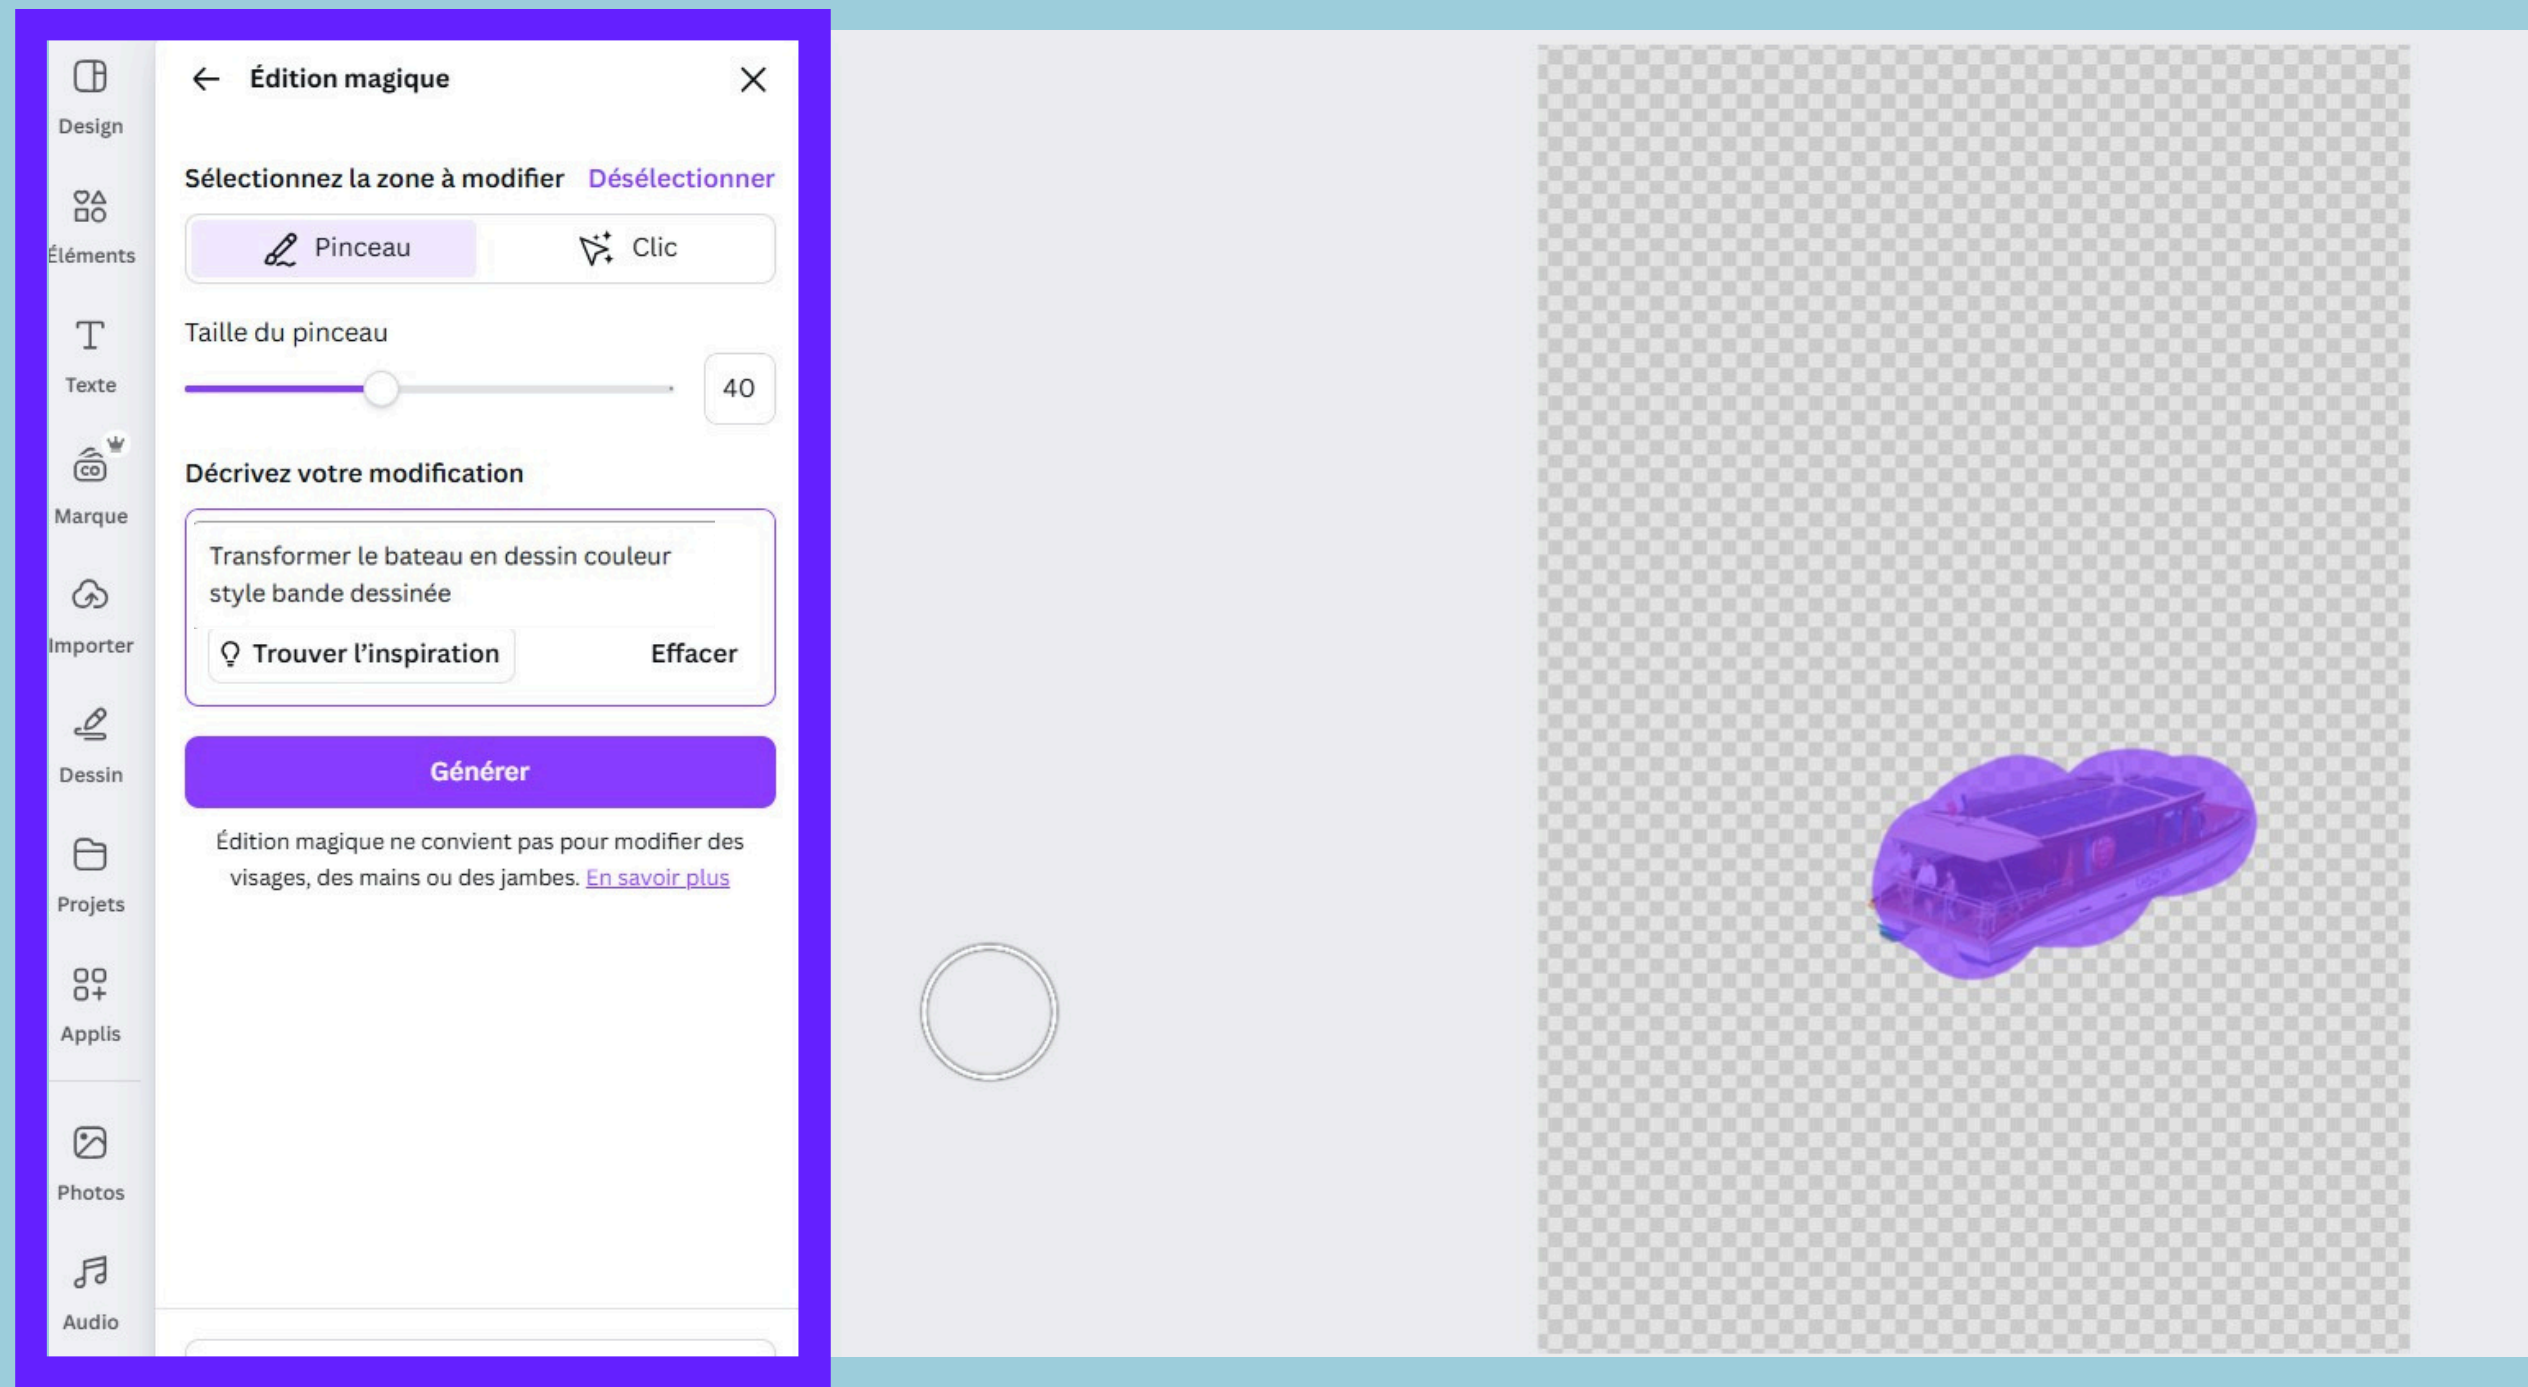 Design
Éléments
Texte
CO
Marque
Importer
Dessin
Projets
Applis
Photos
Audio
Édition magique
Sélectionnez la zone à modifier Désélectionner
Pinceau Clic
Taille du pinceau
40
Décrivez votre modification
Transformer le bateau en dessin couleur
style bande dessinée
Trouver l'inspiration Effacer
Générer
Édition magique ne convient pas pour modifier des
visages, des mains ou des jambes. En savoir plus